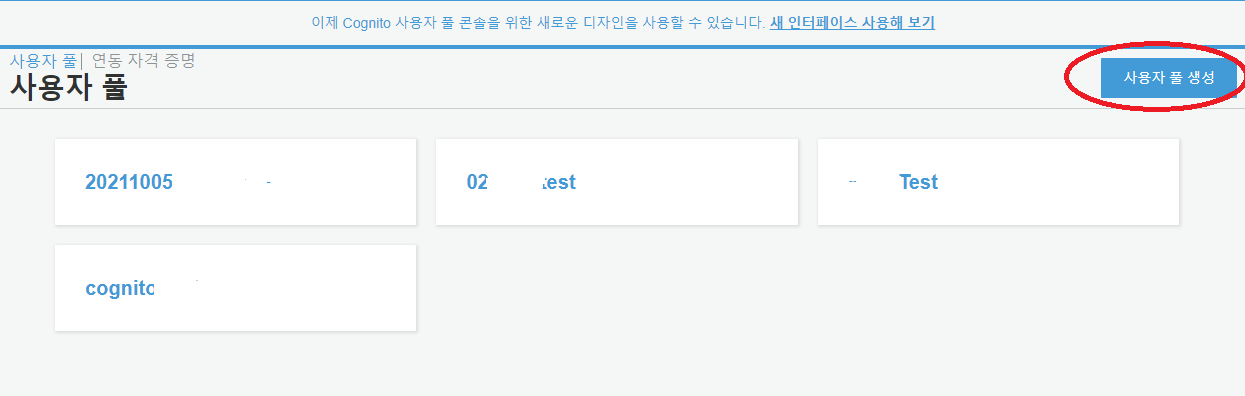 이제 Cognito 사용자 풀 콘솔을 위한 새로운 디자인을 사용할 수 있습니다. 새 인터페이스 사용해 보기
사용자 풀| 연동 자격 증명
사용자 풀
사용자 풀 생성
20211005
02 test
Test
cognito